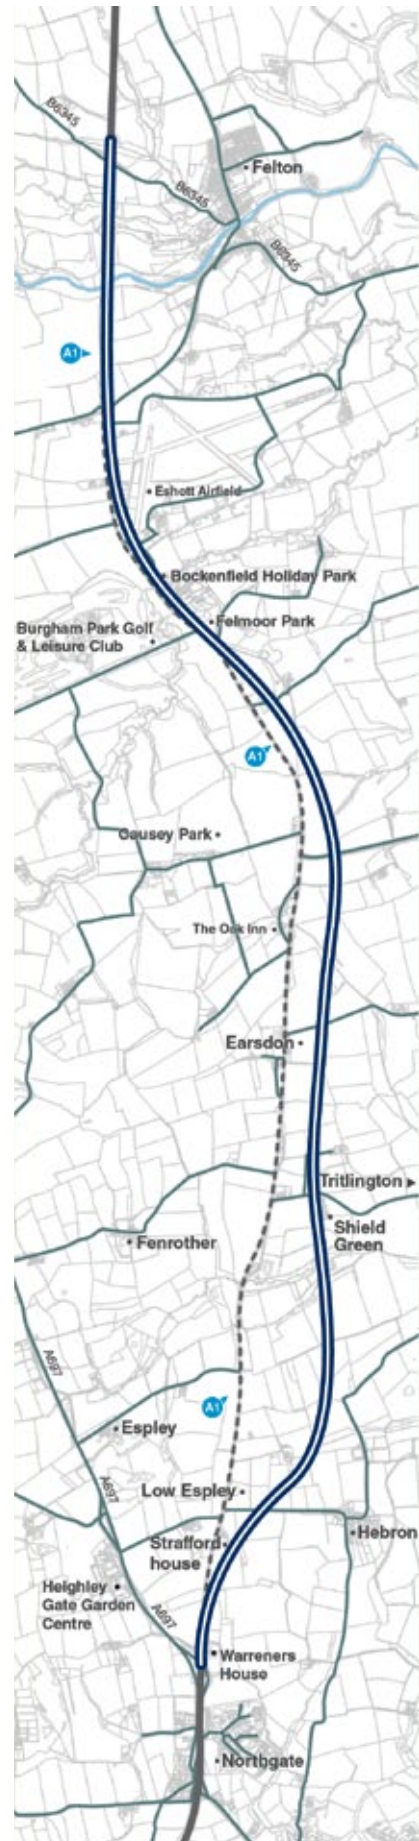 B6345
Felton
B6345
B6345
A1
Eshott Airfield
Bockenfield Holiday Park
Felmoor Park
Burgham Park Golf
& Leisure Club
A1
Causey Park
The Oak Inn
Earsdon
Tritlington
Shield
Green
Fenrother
A697
A1
Espley
A697
Low Espley
Hebron
Strafford
house
Heighley
Gate Garden
Centre
A697
Warreners
House
Northgate